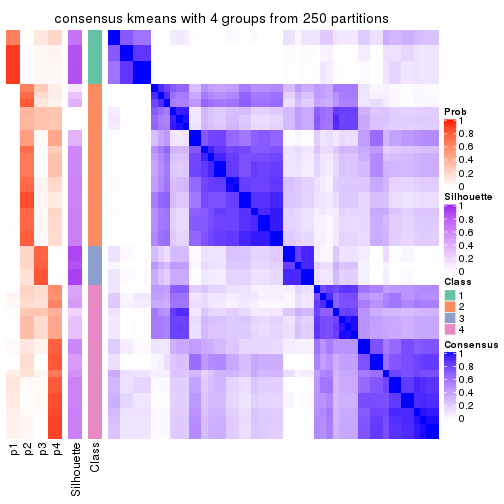 consensus kmeans with 4 groups from 250 partitions
Prob
1
0.8
0.6
0.4
0.2
0
Silhouette
1
0.8
0.6
0.4
0.2
0
Class
1
2
3
4
Consensus
1
0.8
0.6
0.4
0.2
0
p1
p2
p3
p4
Silhouette
Class